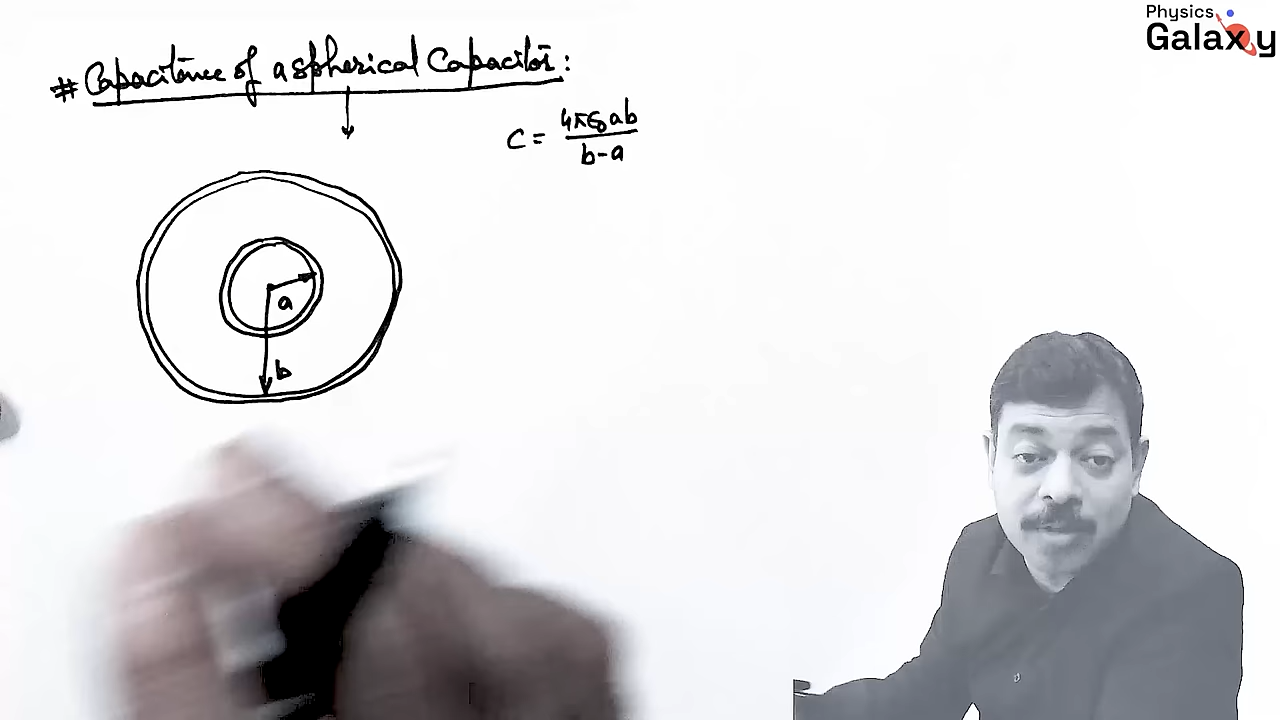 Physics
Galaxy
# Capacitance of a spherical Capacitor:
C = 4πε₀ab / b-a
a
b